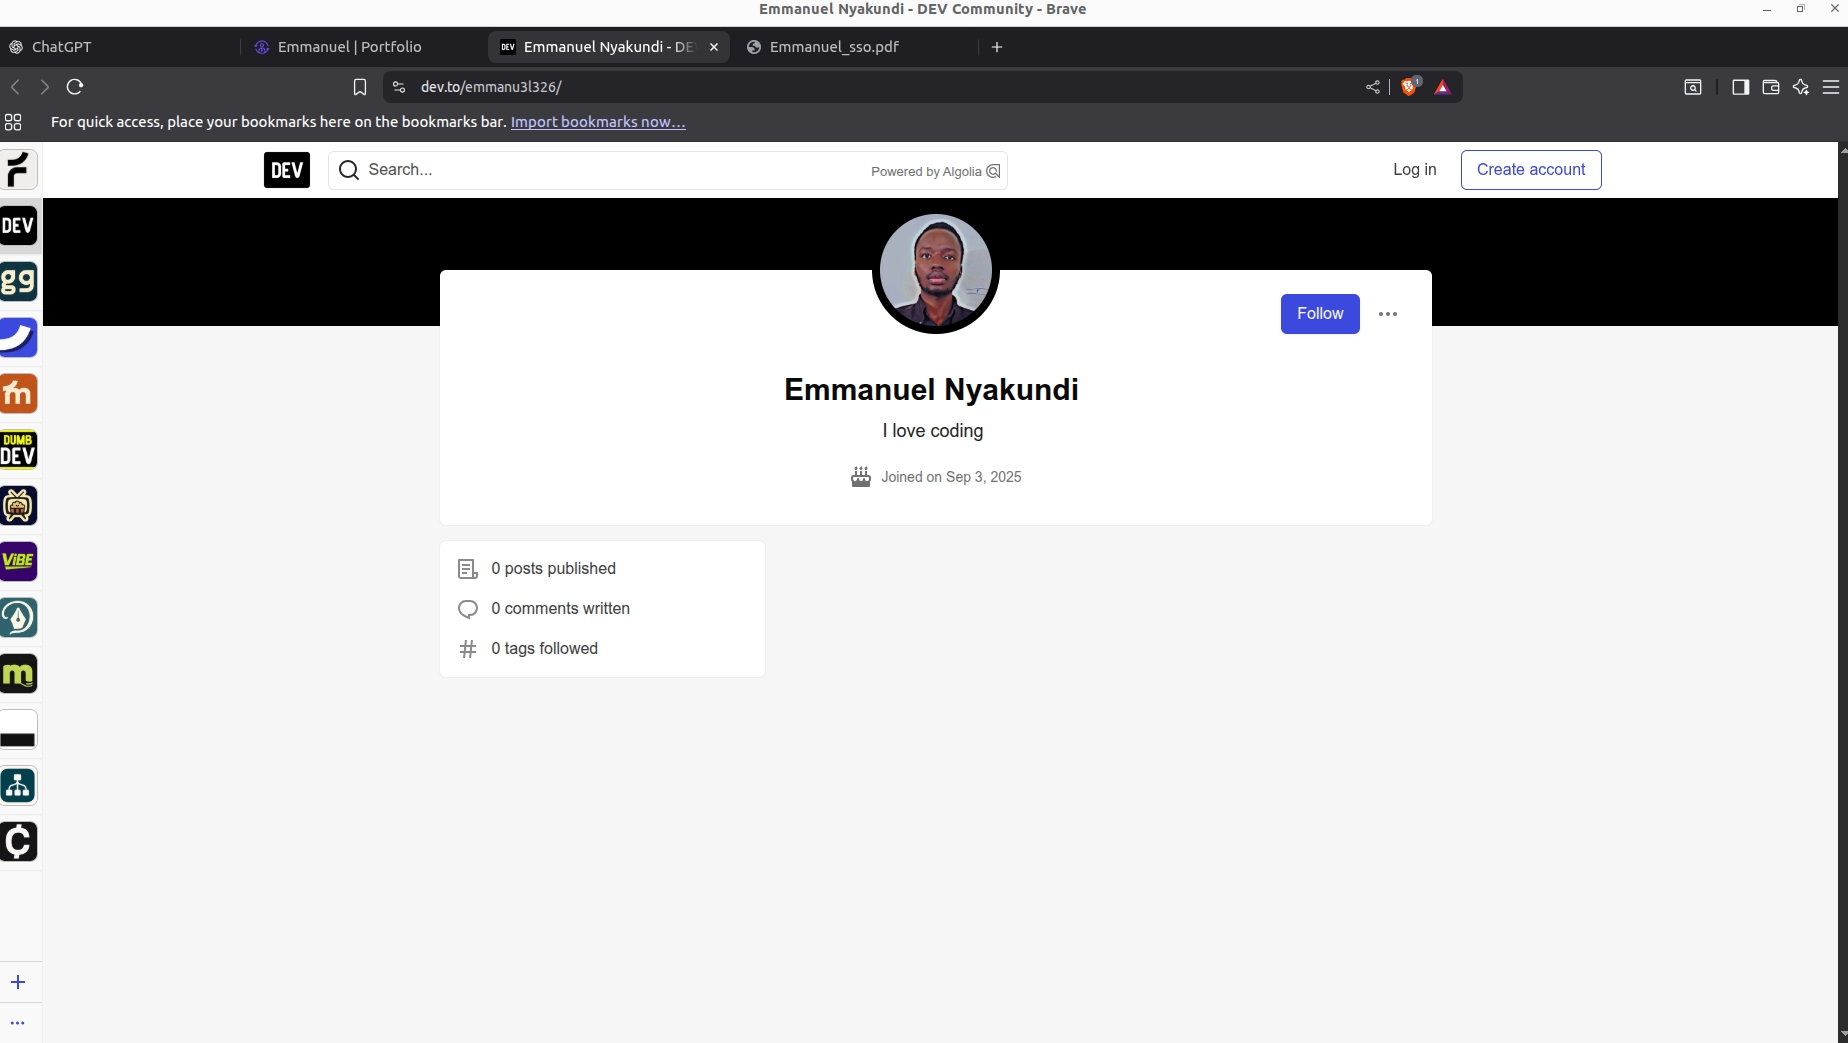 Emmanuel Nyakundi - DEV Community - Brave
ChatGPT
Emmanuel | Portfolio
DEV Emmanuel Nyakundi - DE
Emmanuel_sso.pdf
dev.to/emmanu3l326/
1
For quick access, place your bookmarks here on the bookmarks bar. Import bookmarks now...
DEV
Search...
Powered by Algolia
Log in
Create account
DEV
gg
m
DUMB
DEV
ViBE
m
Follow
Emmanuel Nyakundi
I love coding
Joined on Sep 3, 2025
0 posts published
0 comments written
0 tags followed